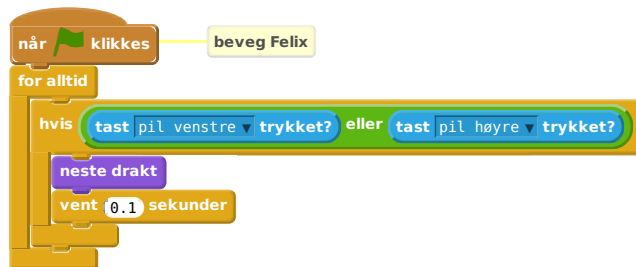 når klikkes beveg Felix
for alltid
hvis tast pil venstre trykket? eller tast pil høyre trykket?
neste drakt
vent 0.1 sekunder